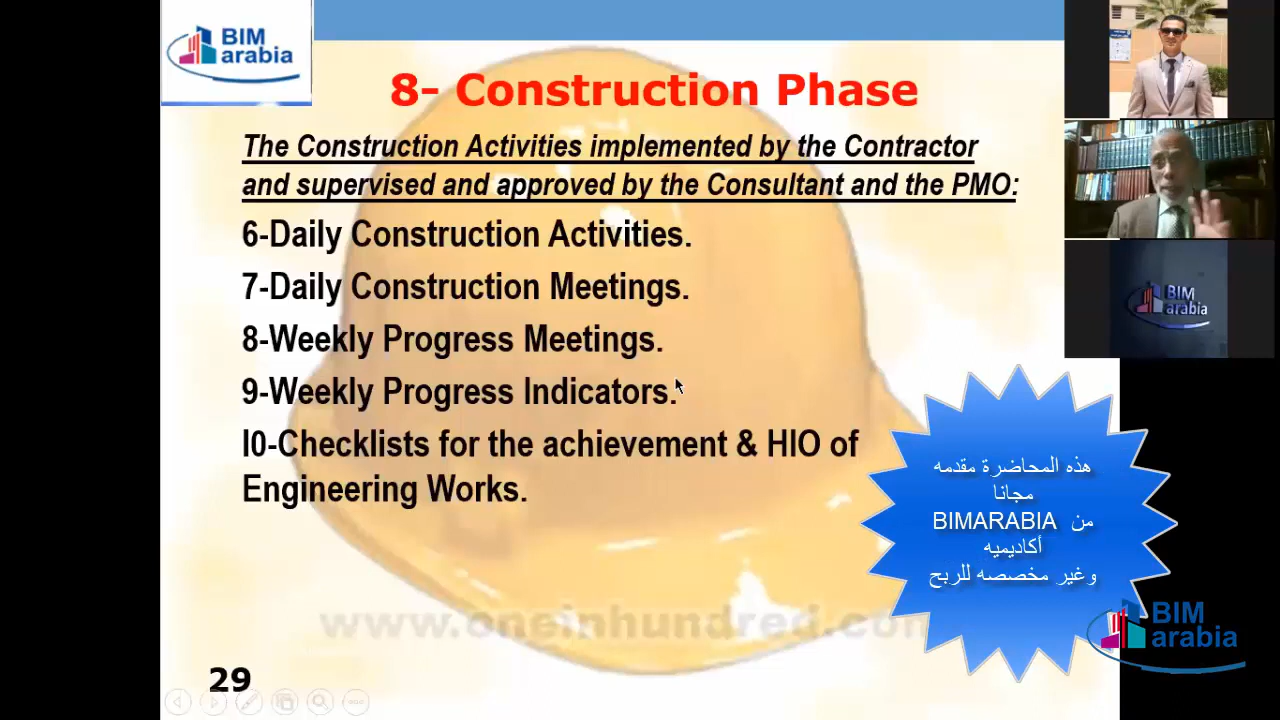 BIM
arabia
8- Construction Phase
The Construction Activities implemented by the Contractor
and supervised and approved by the Consultant and the PMO:
6-Daily Construction Activities.
7-Daily Construction Meetings.
8-Weekly Progress Meetings.
9-Weekly Progress Indicators.
I0-Checklists for the achievement & HIO of
Engineering Works.
www.oneinhundred.com
29
BIM
arabia
هذه المحاضرة مقدمه
مجانا
من BIMARABIA
أكاديميه
وغير مخصصه للربح
BIM
arabia